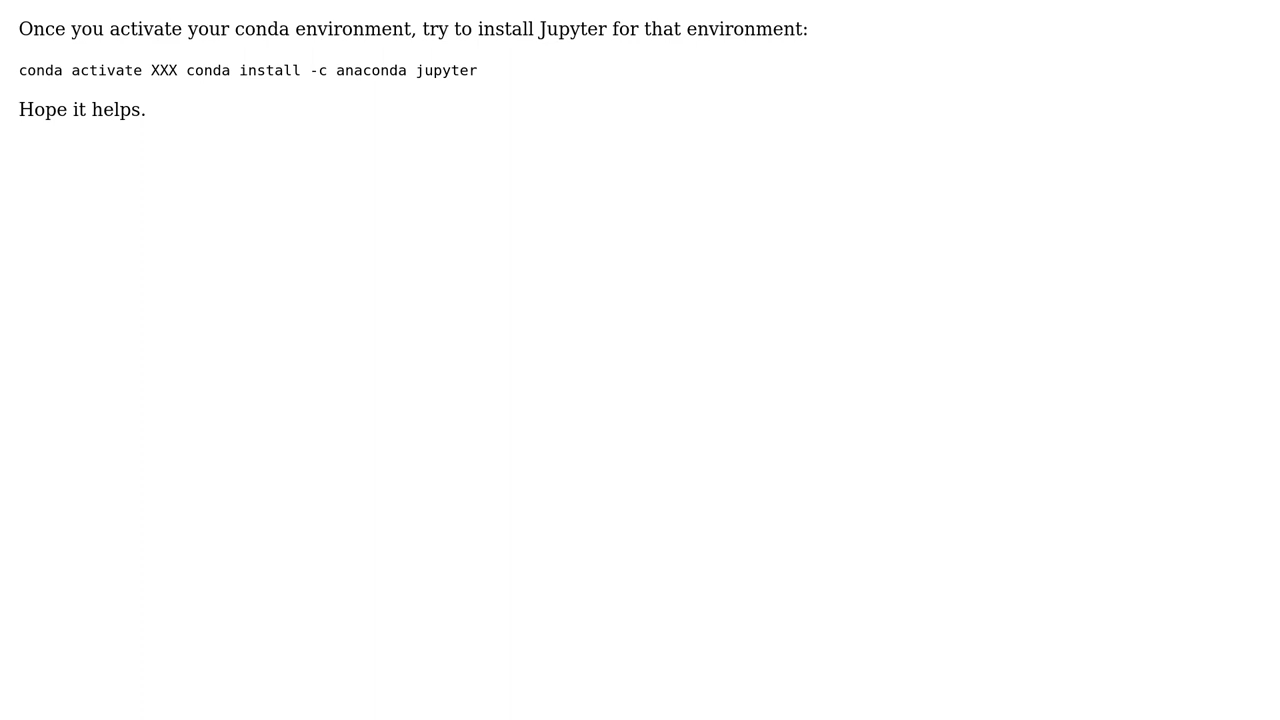 Once you activate your conda environment, try to install Jupyter for that environment:
conda activate XXX conda install -c anaconda jupyter
Hope it helps.